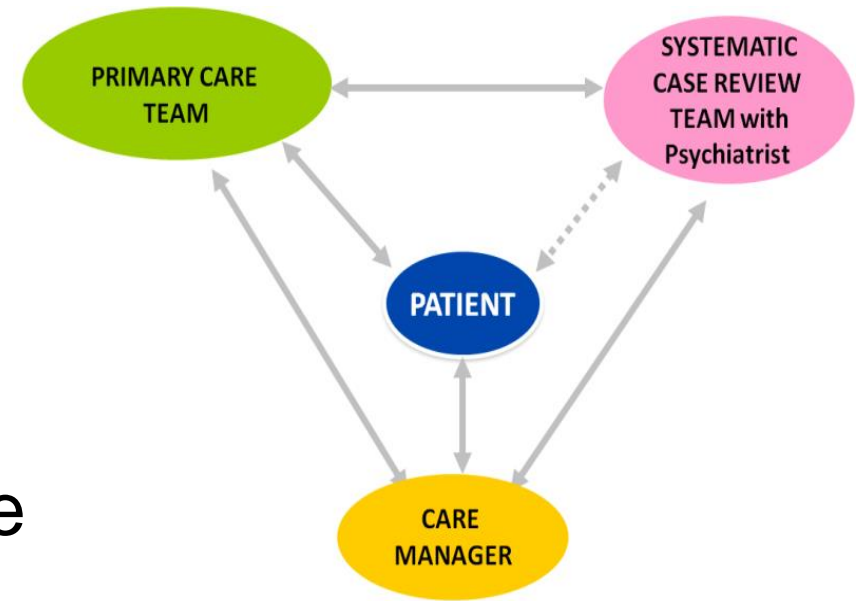 PRIMARY CARE
TEAM
SYSTEMATIC
CASE REVIEW
TEAM with
Psychiatrist
PATIENT
CARE
MANAGER
e